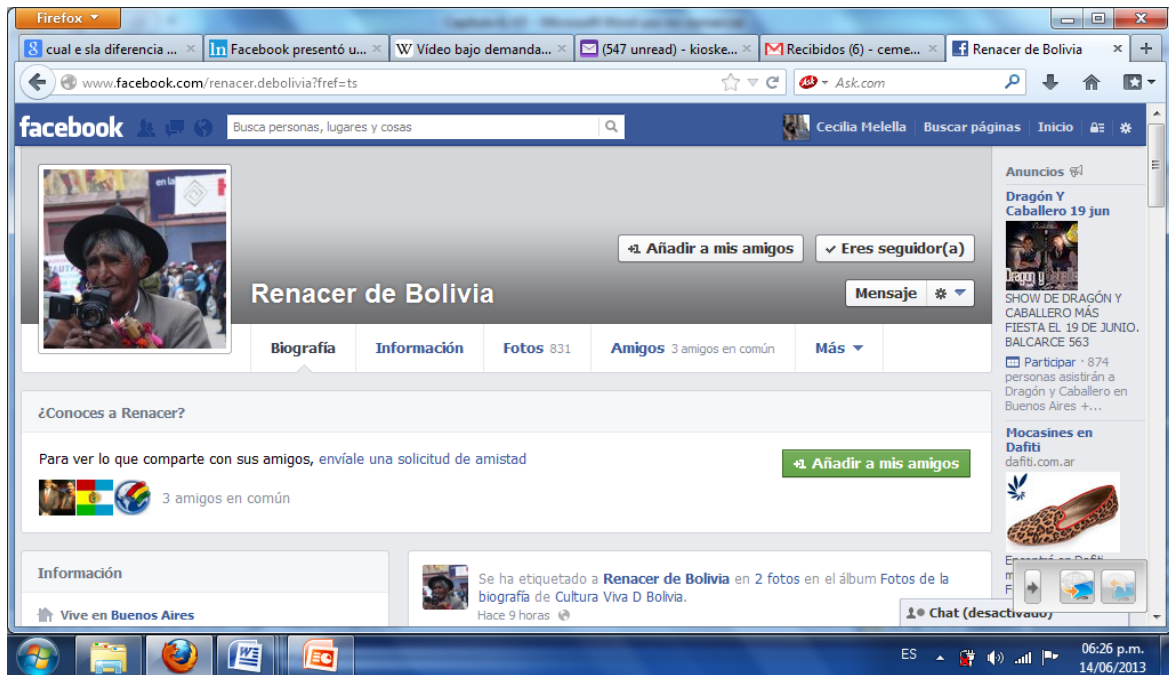 Firefox
cual e sla diferencia ...
Facebook presentó u...
Vídeo bajo demanda...
(547 unread) - kioske...
Recibidos (6) - ceme...
Renacer de Bolivia
www.facebook.com/renacer.debolivia?fref=ts
Ask.com
facebook
Busca personas, lugares y cosas
Cecilia Melella
Buscar páginas
Inicio
en la
+1 Añadir a mis amigos
✓ Eres seguidor(a)
Renacer de Bolivia
Mensaje
Biografía
Información
Fotos 831
Amigos 3 amigos en común
Más
¿Conoces a Renacer?
Para ver lo que comparte con sus amigos, envíale una solicitud de amistad
+1 Añadir a mis amigos
3 amigos en común
Información
Vive en Buenos Aires
Se ha etiquetado a Renacer de Bolivia en 2 fotos en el álbum Fotos de la
biografía de Cultura Viva D Bolivia.
Hace 9 horas
Anuncios
Dragón Y
Caballero 19 jun
SHOW DE DRAGÓN Y
CABALLERO MÁS
FIESTA EL 19 DE JUNIO.
BALCARCE 563
Participar · 874
personas asistirán a
Dragón y Caballero en
Buenos Aires +...
Mocasines en
Dafiti
dafiti.com.ar
Chat (desactivado)
ES
06:26 p.m.
14/06/2013